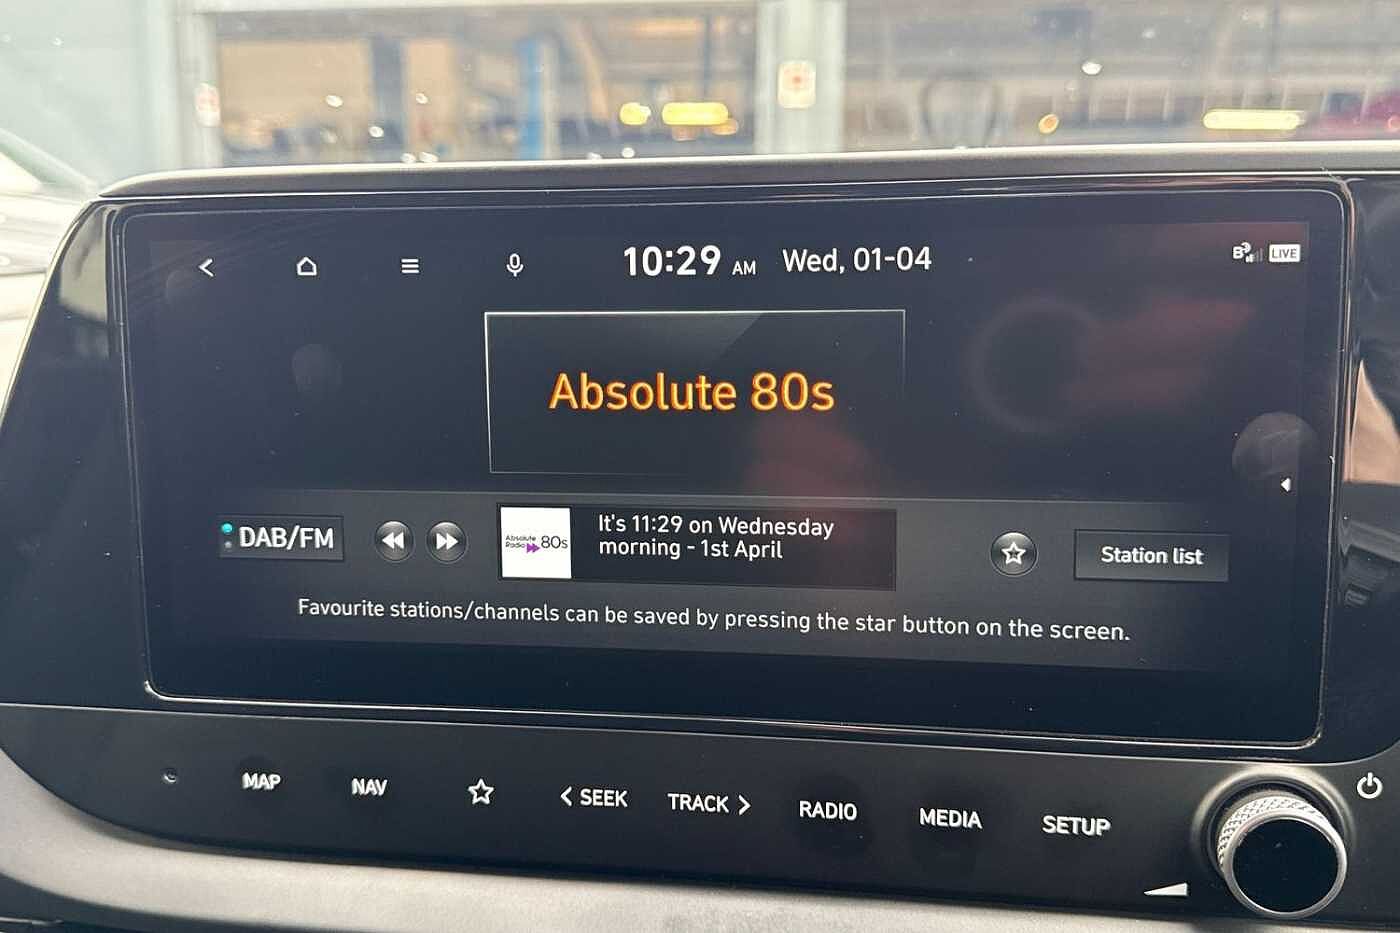 10:29 AM Wed, 01-04
B LIVE
Absolute 80s
DAB/FM
Absolute
Radio 80s
It's 11:29 on Wednesday
morning - 1st April
Station list
Favourite stations/channels can be saved by pressing the star button on the screen.
MAP NAV SEEK TRACK RADIO MEDIA SETUP